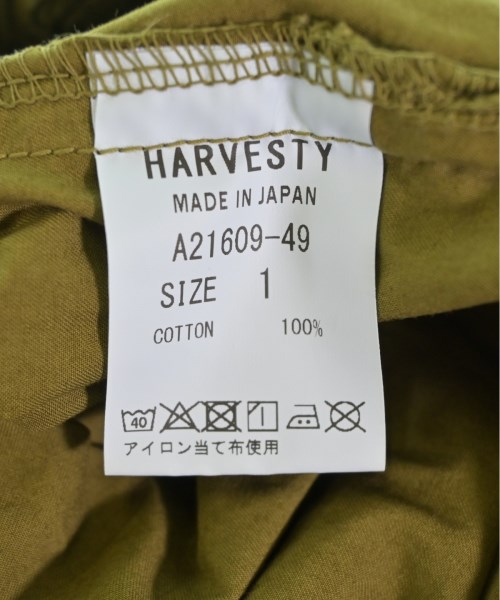 HARVESTY
MADE IN JAPAN
A21609-49
SIZE 1
COTTON 100%
40
アイロン当て布使用